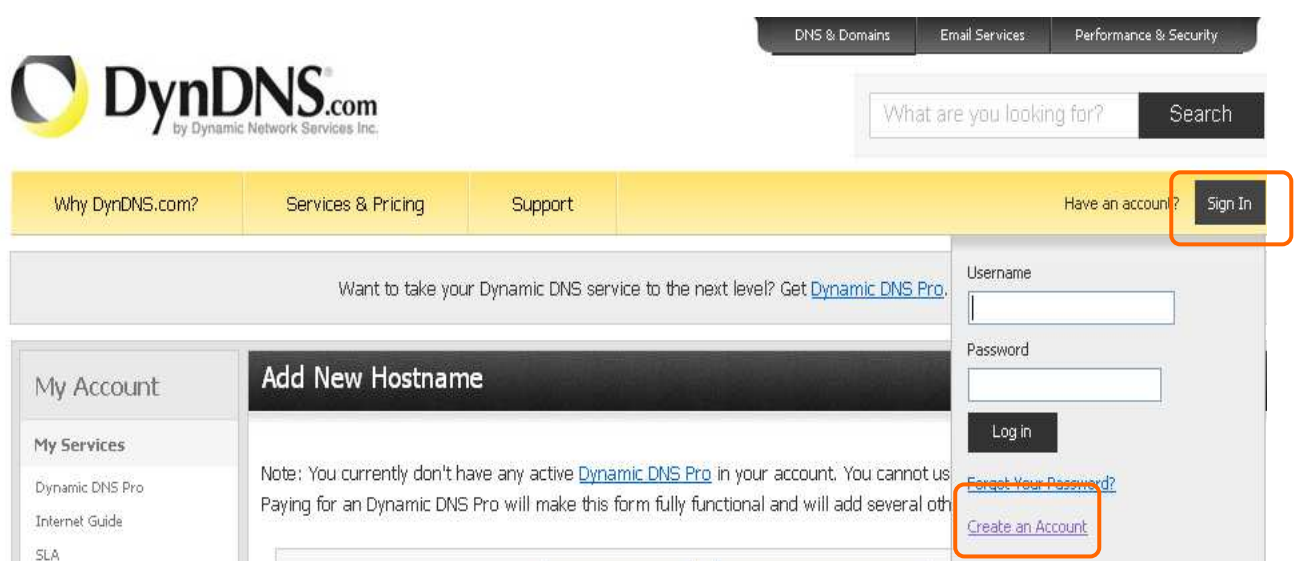 DNS & Domains Email Services Performance & Security
DynDNS.com
by Dynamic Network Services Inc.
What are you looking for? Search
Why DynDNS.com? Services & Pricing Support Have an account? Sign In
Want to take your Dynamic DNS service to the next level? Get Dynamic DNS Pro.
Username
Password
Log in
Forgot Your Password?
Create an Account
My Account
My Services
Dynamic DNS Pro
Internet Guide
SLA
Add New Hostname
Note: You currently don't have any active Dynamic DNS Pro in your account. You cannot us
Paying for an Dynamic DNS Pro will make this form fully functional and will add several oth